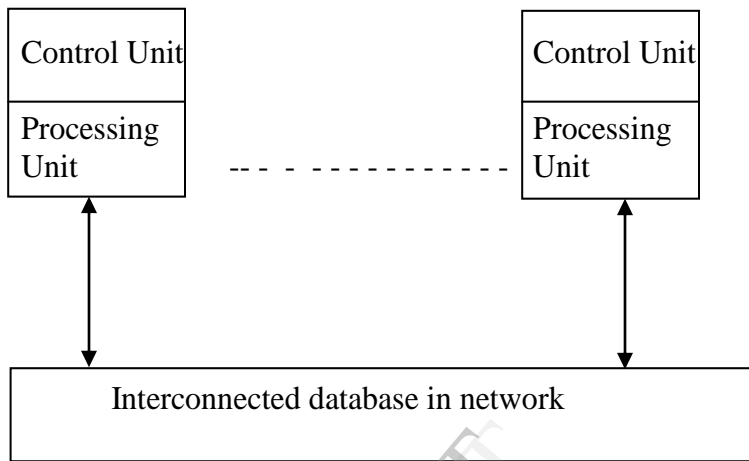 Control Unit
Processing
Unit
Control Unit
Processing
Unit
Interconnected database in network